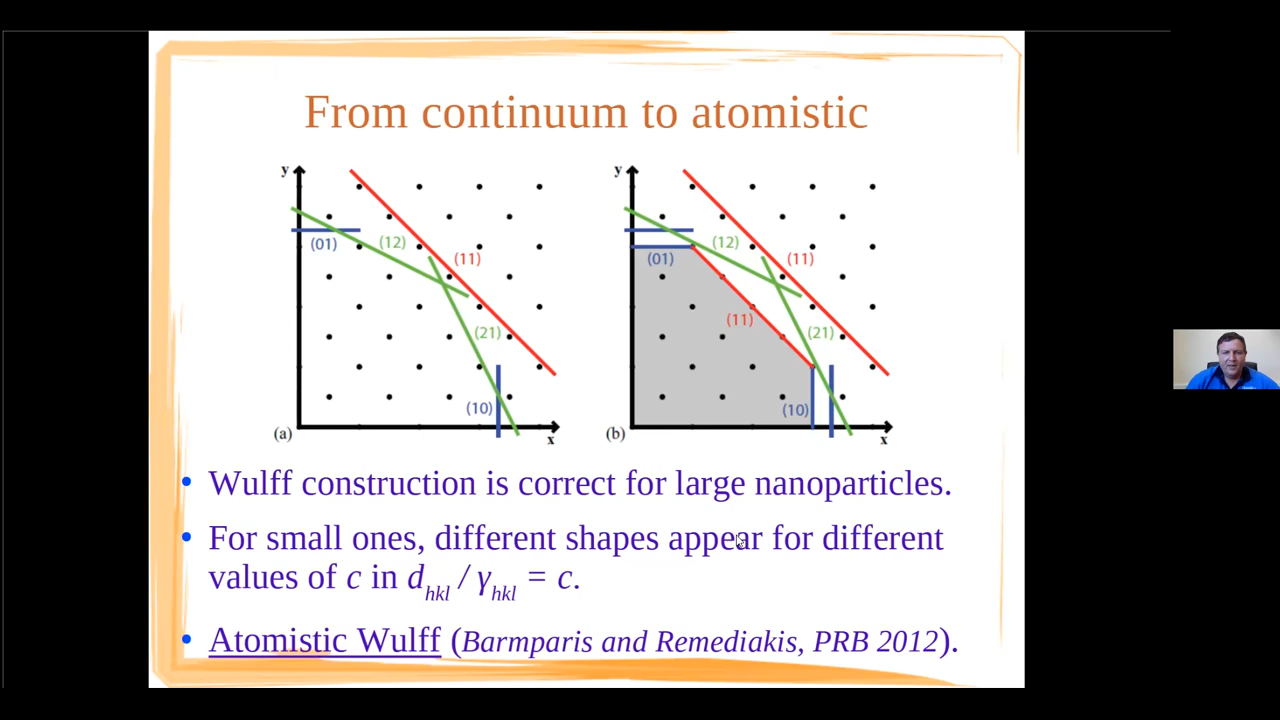 From continuum to atomistic
y
(01)
(12)
(11)
(21)
(10)
(a)
x
y
(01)
(12)
(11)
(11)
(21)
(10)
(b)
x
• Wulff construction is correct for large nanoparticles.
• For small ones, different shapes appear for different
values of c in d_hkl / γ_hkl = c.
• Atomistic Wulff (Barmparis and Remediakis, PRB 2012).